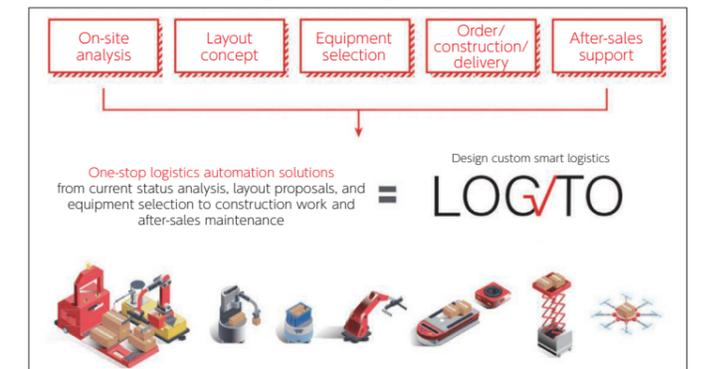 On-site
analysis
Layout
concept
Equipment
selection
Order/
construction/
delivery
After-sales
support
One-stop logistics automation solutions
from current status analysis, layout proposals, and
equipment selection to construction work and
after-sales maintenance
=
Design custom smart logistics
LOG√TO